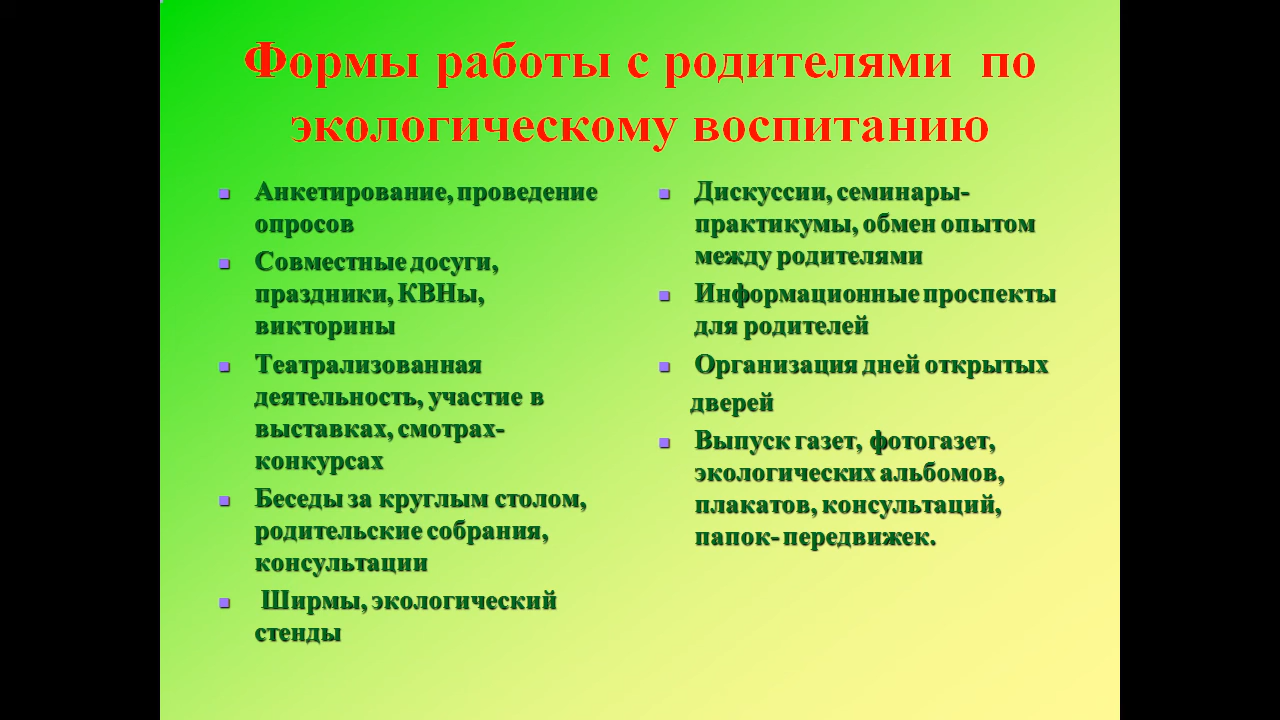 Формы работы с родителями по
экологическому воспитанию
Анкетирование, проведение
опросов
Совместные досуги,
праздники, КВНы,
викторины
Театрализованная
деятельность, участие в
выставках, смотрах-
конкурсах
Беседы за круглым столом,
родительские собрания,
консультации
Ширмы, экологический
стенды
Дискуссии, семинары-
практикумы, обмен опытом
между родителями
Информационные проспекты
для родителей
Организация дней открытых
дверей
Выпуск газет, фотогазет,
экологических альбомов,
плакатов, консультаций,
папок- передвижек.